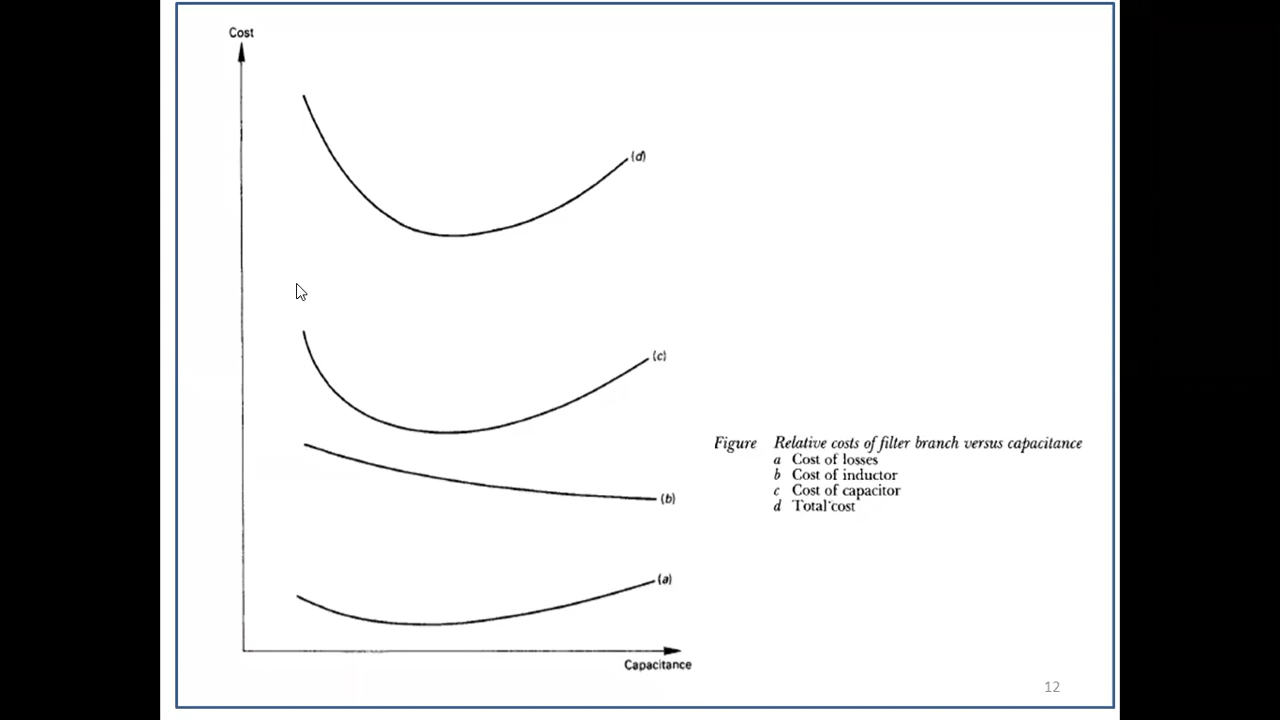 Cost
(d)
(c)
Figure Relative costs of filter branch versus capacitance
a Cost of losses
b Cost of inductor
c Cost of capacitor
d Total cost
(b)
(a)
Capacitance
12